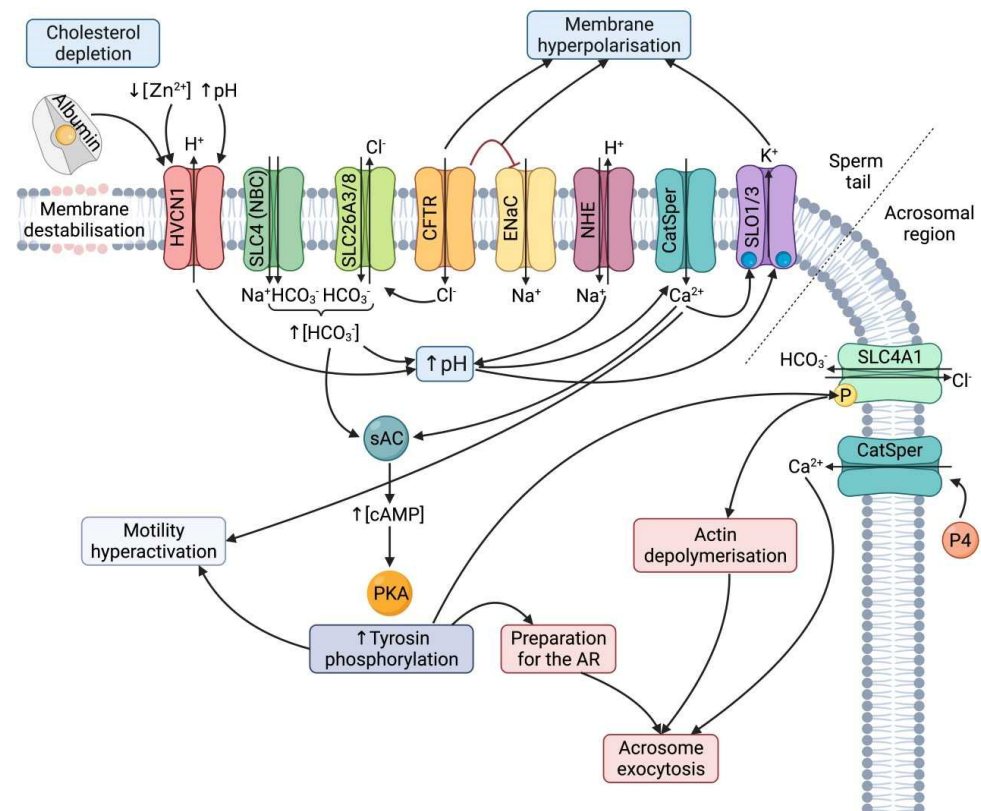 Cholesterol
depletion
Membrane
hyperpolarisation
↓[Zn²⁺] ↑pH
Albumin
H⁺
Cl⁻
H⁺
K⁺
Sperm
tail
Acrosomal
region
Membrane
destabilisation
HVCN1
SLC4 (NBC)
SLC26A3/8
CFTR
ENaC
NHE
CatSper
SLO1/3
Na⁺HCO₃⁻ HCO₃⁻
Cl⁻
Na⁺
Na⁺
Ca²⁺
↑[HCO₃⁻]
↑pH
HCO₃⁻
SLC4A1
Cl⁻
P
sAC
CatSper
Ca²⁺
↑[cAMP]
Motility
hyperactivation
Actin
depolymerisation
P4
PKA
↑Tyrosin
phosphorylation
Preparation
for the AR
Acrosome
exocytosis